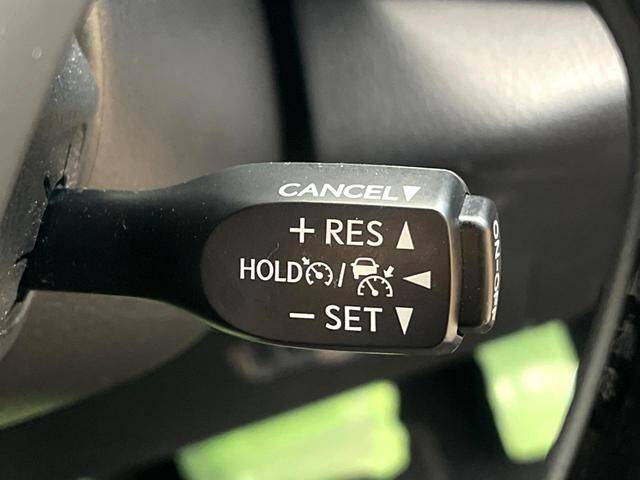 CANCEL▼
+ RES ▲
HOLD / ◀
− SET ▼
ON-OFF